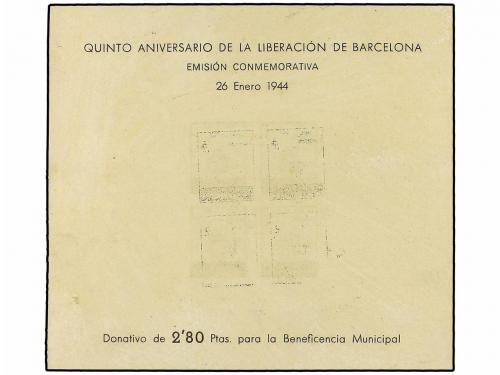 QUINTO ANIVERSARIO DE LA LIBERACIÓN DE BARCELONA
EMISIÓN CONMEMORATIVA
26 Enero 1944
Donativo de 2'80 Ptas. para la Beneficencia Municipal